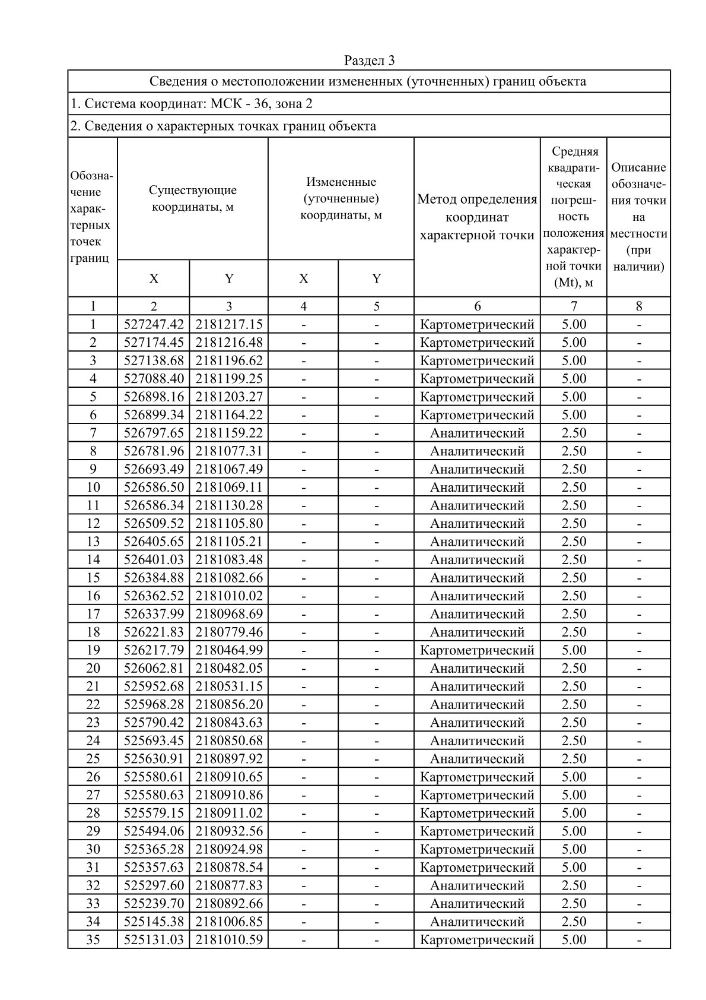 Раздел 3
Сведения о местоположении измененных (уточненных) границ объекта
1. Система координат: МСК - 36, зона 2
2. Сведения о характерных точках границ объекта
Обозна-
чение
харак-
терных
точек
границ
Существующие
координаты, м
Измененные
(уточненные)
координаты, м
Метод определения
координат
характерной точки
Средняя
квадрати-
ческая
погреш-
ность
положения
характер-
ной точки
(Mt), м
Описание
обозначе-
ния точки
на
местности
(при
наличии)
X Y X Y
1 2 3 4 5 6 7 8
1 527247.42 2181217.15 - - Картометрический 5.00 -
2 527174.45 2181216.48 - - Картометрический 5.00 -
3 527138.68 2181196.62 - - Картометрический 5.00 -
4 527088.40 2181199.25 - - Картометрический 5.00 -
5 526898.16 2181203.27 - - Картометрический 5.00 -
6 526899.34 2181164.22 - - Картометрический 5.00 -
7 526797.65 2181159.22 - - Аналитический 2.50 -
8 526781.96 2181077.31 - - Аналитический 2.50 -
9 526693.49 2181067.49 - - Аналитический 2.50 -
10 526586.50 2181069.11 - - Аналитический 2.50 -
11 526586.34 2181130.28 - - Аналитический 2.50 -
12 526509.52 2181105.80 - - Аналитический 2.50 -
13 526405.65 2181105.21 - - Аналитический 2.50 -
14 526401.03 2181083.48 - - Аналитический 2.50 -
15 526384.88 2181082.66 - - Аналитический 2.50 -
16 526362.52 2181010.02 - - Аналитический 2.50 -
17 526337.99 2180968.69 - - Аналитический 2.50 -
18 526221.83 2180779.46 - - Аналитический 2.50 -
19 526217.79 2180464.99 - - Картометрический 5.00 -
20 526062.81 2180482.05 - - Аналитический 2.50 -
21 525952.68 2180531.15 - - Аналитический 2.50 -
22 525968.28 2180856.20 - - Аналитический 2.50 -
23 525790.42 2180843.63 - - Аналитический 2.50 -
24 525693.45 2180850.68 - - Аналитический 2.50 -
25 525630.91 2180897.92 - - Аналитический 2.50 -
26 525580.61 2180910.65 - - Картометрический 5.00 -
27 525580.63 2180910.86 - - Картометрический 5.00 -
28 525579.15 2180911.02 - - Картометрический 5.00 -
29 525494.06 2180932.56 - - Картометрический 5.00 -
30 525365.28 2180924.98 - - Картометрический 5.00 -
31 525357.63 2180878.54 - - Картометрический 5.00 -
32 525297.60 2180877.83 - - Аналитический 2.50 -
33 525239.70 2180892.66 - - Аналитический 2.50 -
34 525145.38 2181006.85 - - Аналитический 2.50 -
35 525131.03 2181010.59 - - Картометрический 5.00 -